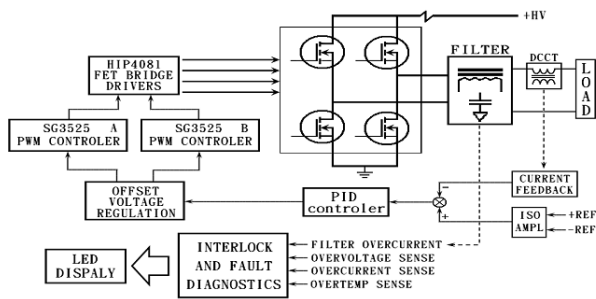 +HV
HIP4081
FET BRIDGE
DRIVERS
FILTER
DCCT
LOAD
SG3525 A
PWM CONTROLER
SG3525 B
PWM CONTROLER
OFFSET
VOLTAGE
REGULATION
PID
controler
−
+
CURRENT
FEEDBACK
ISO
AMPL
+REF
−REF
LED
DISPALY
INTERLOCK
AND FAULT
DIAGNOSTICS
FILTER OVERCURRENT
OVERVOLTAGE SENSE
OVERCURRENT SENSE
OVERTEMP SENSE